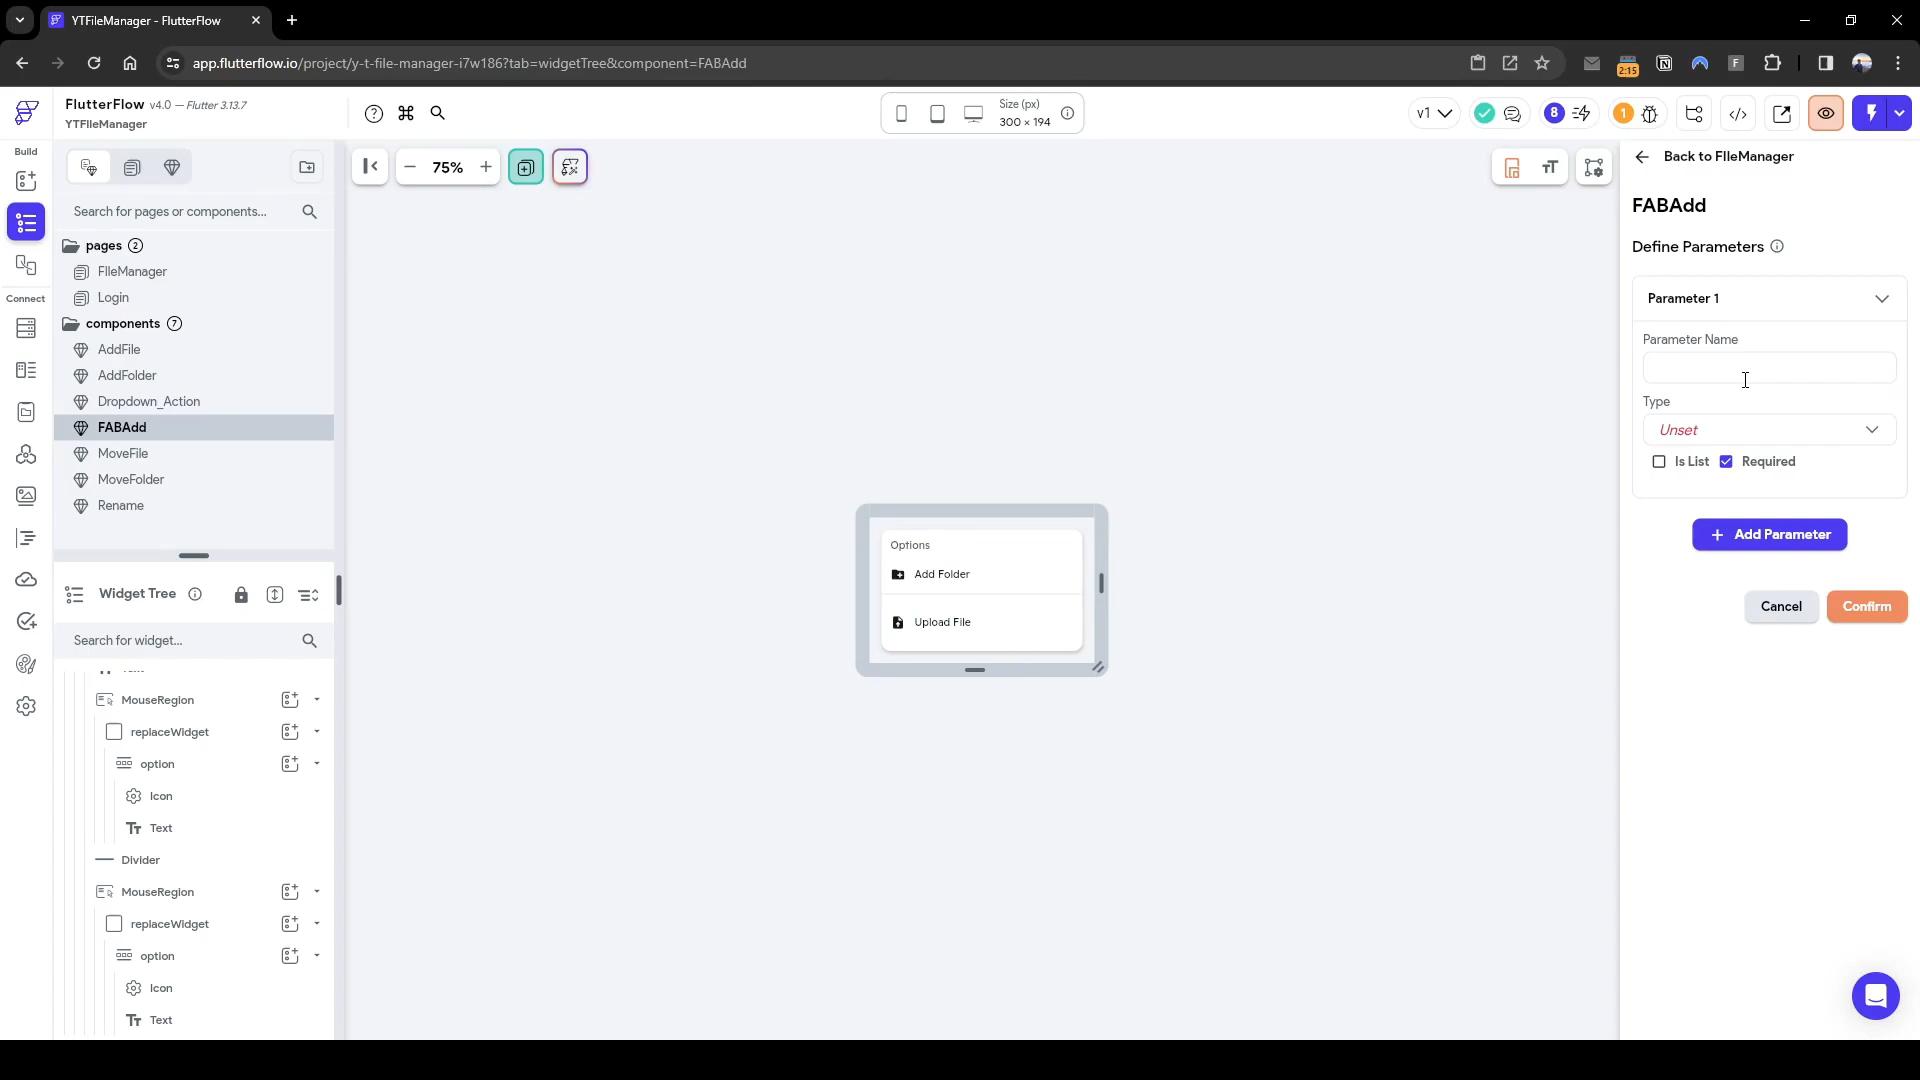 YTFileManager - FlutterFlow
app.flutterflow.io/project/y-t-file-manager-i7w186?tab=widgetTree&component=FABAdd
2:15
F
FlutterFlow v4.0 — Flutter 3.13.7
YTFIleManager
Size (px)
300 × 194
v1
8
1
Build
Connect
75%
Search for pages or components...
pages 2
FIleManager
Login
components 7
AddFile
AddFolder
Dropdown_Action
FABAdd
MoveFile
MoveFolder
Rename
Widget Tree
Search for widget...
MouseRegion
replaceWidget
option
Icon
Text
Divider
MouseRegion
replaceWidget
option
Icon
Text
Options
Add Folder
Upload File
Back to FIleManager
FABAdd
Define Parameters
Parameter 1
Parameter Name
Type
Unset
Is List
Required
+ Add Parameter
Cancel
Confirm